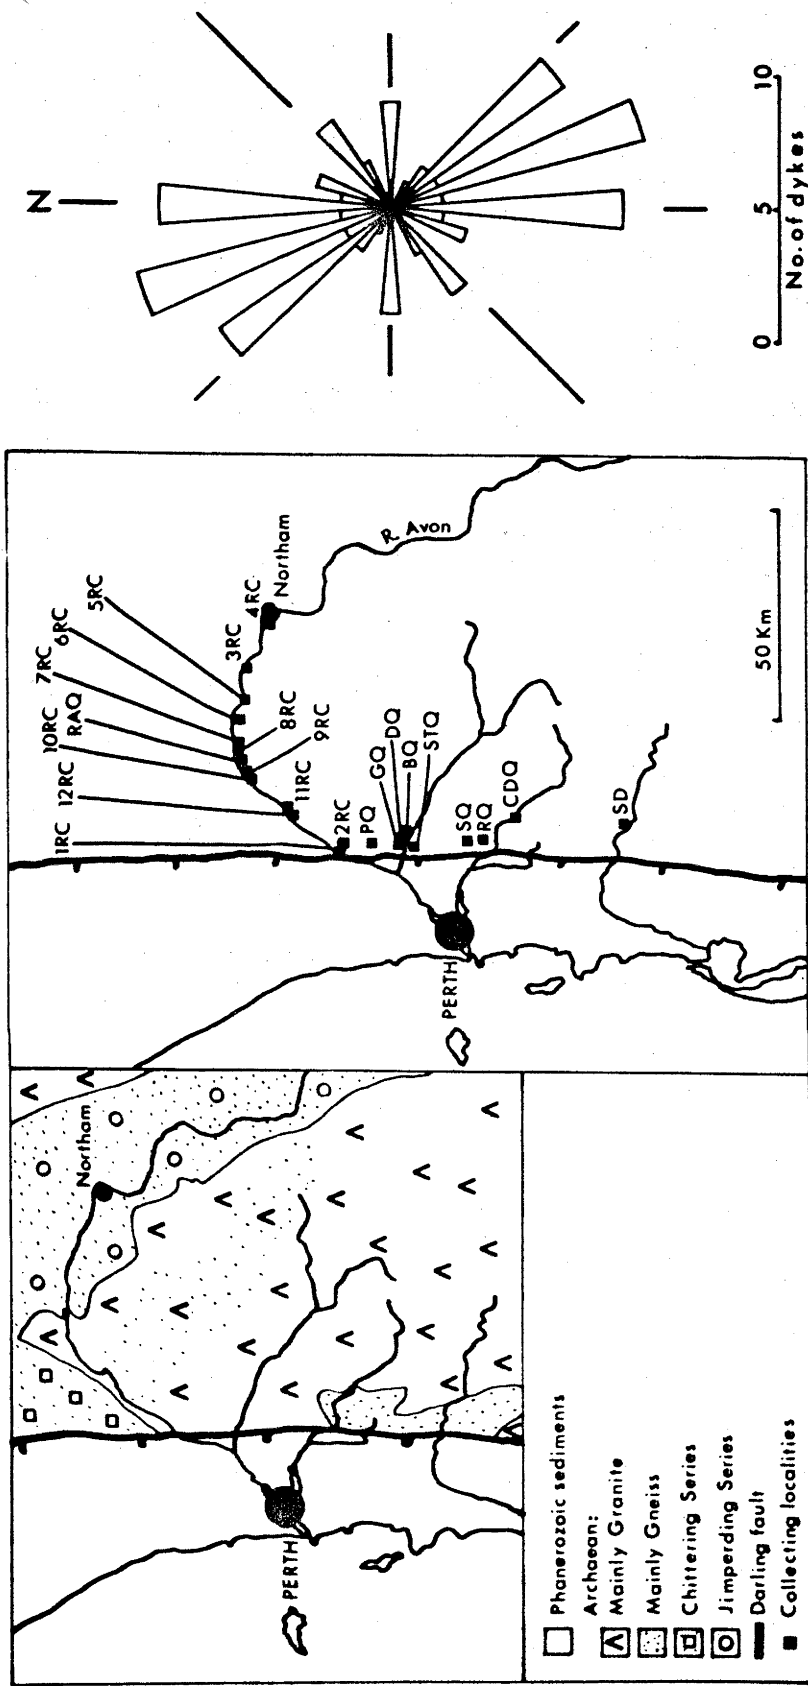 N
0 5 10
No. of dykes
1RC
12RC
10RC
RAQ
7RC
6RC
5RC
3RC
4RC
Northam
R. Avon
8RC
9RC
11RC
2RC
PQ
GQ
DQ
BQ
STQ
SQ
RQ
CDQ
SD
PERTH
50 Km
Northam
PERTH
Phanerozoic sediments
Archaean:
Mainly Granite
Mainly Gneiss
Chittering Series
Jimperding Series
Darling fault
Collecting localities